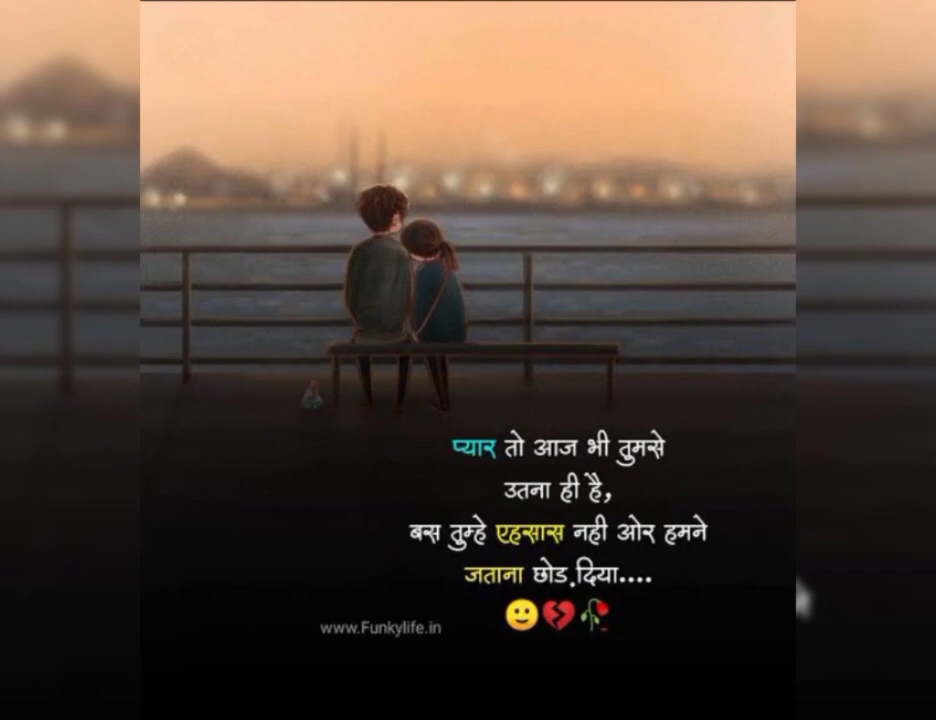 प्यार तो आज भी तुमसे
उतना ही है,
बस तुम्हे एहसास नही ओर हमने
जताना छोड.दिया....
🙂💔🥀
www.Funkylife.in